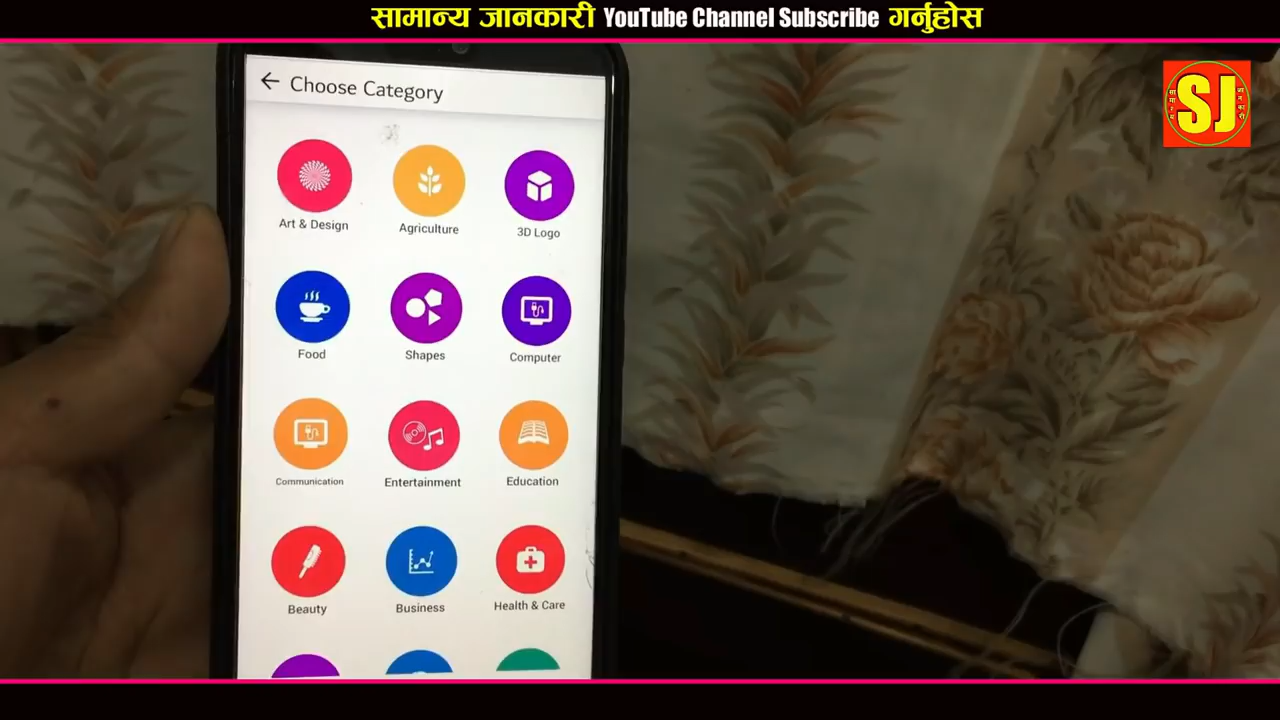 सामान्य जानकारी YouTube Channel Subscribe गर्नुहोस
SJ
सामान्य
जानकारी
Choose Category
Art & Design
Agriculture
3D Logo
Food
Shapes
Computer
Communication
Entertainment
Education
Beauty
Business
Health & Care